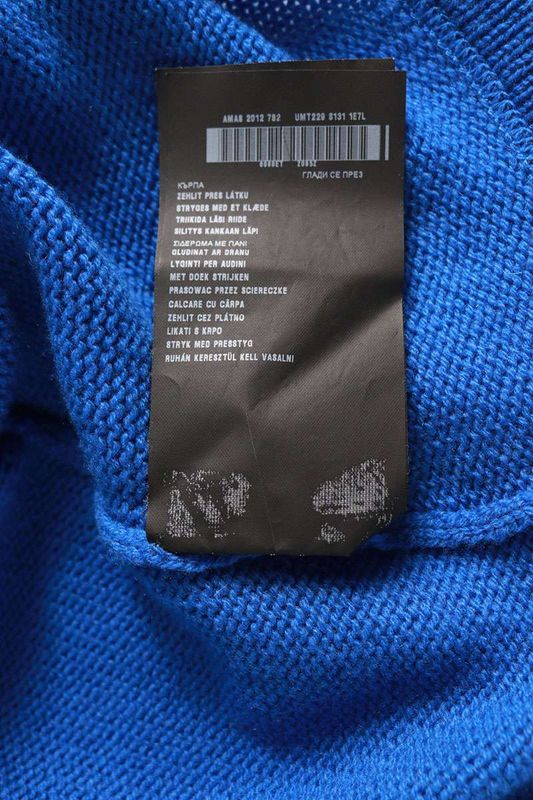 AMA8 2012 782 UMT229 8131 1E7L
ГЛАДИ СЕ ПРЕЗ
КЪРПА
ZEHLIT PRES LÁTKU
STRYGES MED ET KLÆDE
TRIIKIDA LÄBI RIIDE
SILITYS KANKAAN LÄPI
ΣΙΔΕΡΩΜΑ ΜΕ ΠΑΝΙ
GLUDINAT AR DRANU
LYGINTI PER AUDINI
MET DOEK STRIJKEN
PRASOWAC PRZEZ SCIERECZKE
CALCARE CU CÂRPA
ZEHLIT CEZ PLÁTNO
LIKATI S KRPO
STRYK MED PRESSTYG
RUHÁN KERESZTÜL KELL VASALNI